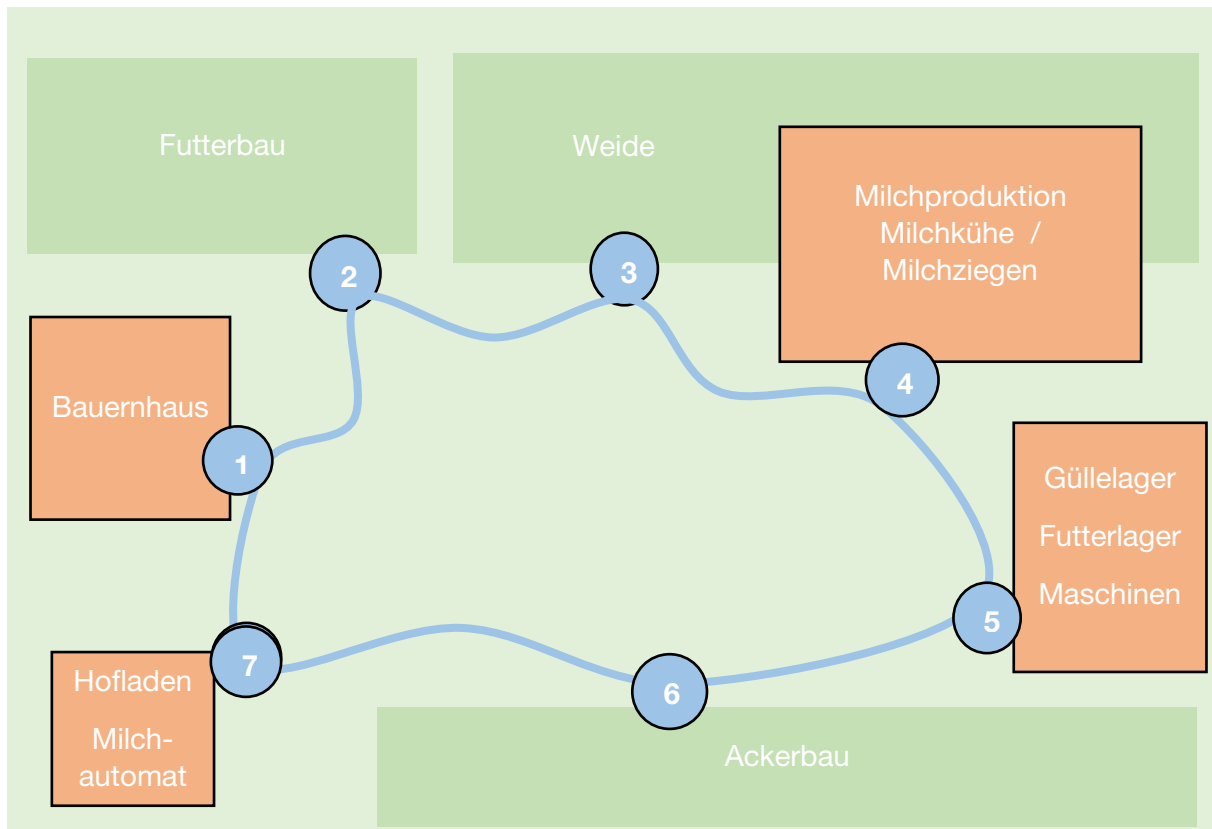 Futterbau
Weide
Milchproduktion
Milchkühe /
Milchziegen
2
3
4
Bauernhaus
1
Güllelager
Futterlager
Maschinen
5
7
Hofladen
Milch-
automat
6
Ackerbau